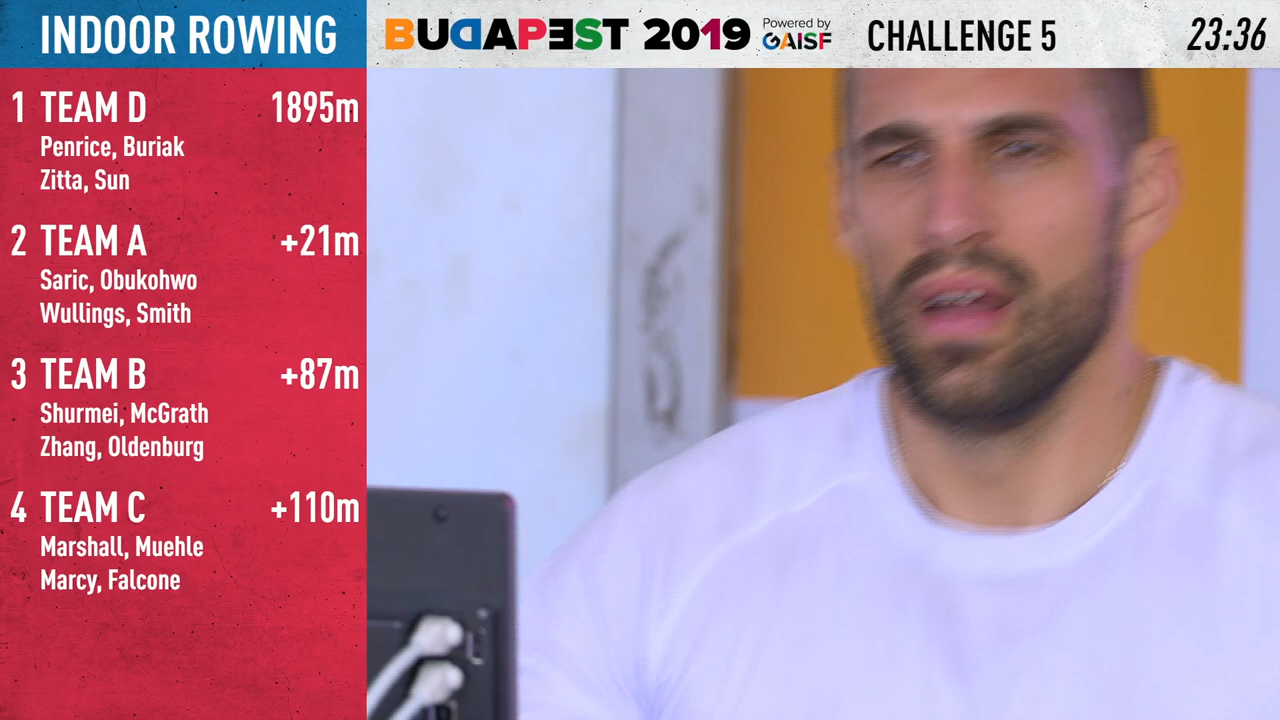 INDOOR ROWING
BUDAPEST 2019
Powered by
GAISF
CHALLENGE 5
23:36
1 TEAM D 1895m
Penrice, Buriak
Zitta, Sun
2 TEAM A +21m
Saric, Obukohwo
Wullings, Smith
3 TEAM B +87m
Shurmei, McGrath
Zhang, Oldenburg
4 TEAM C +110m
Marshall, Muehle
Marcy, Falcone